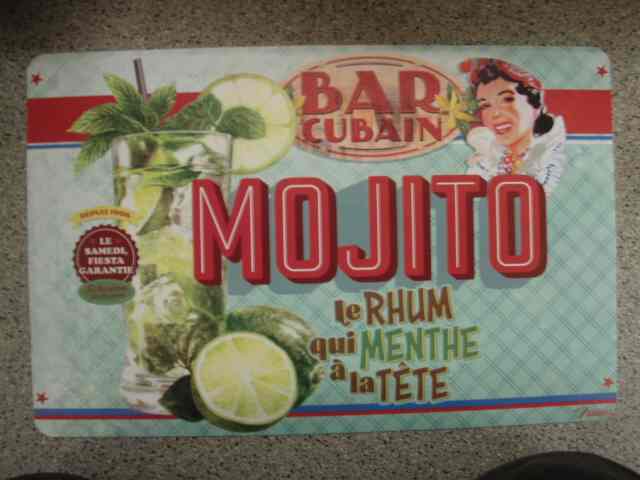 BAR
CUBAIN
MOJITO
LE
SAMEDI,
FIESTA
GARANTIE
Le RHUM
qui MENTHE
à la TÊTE